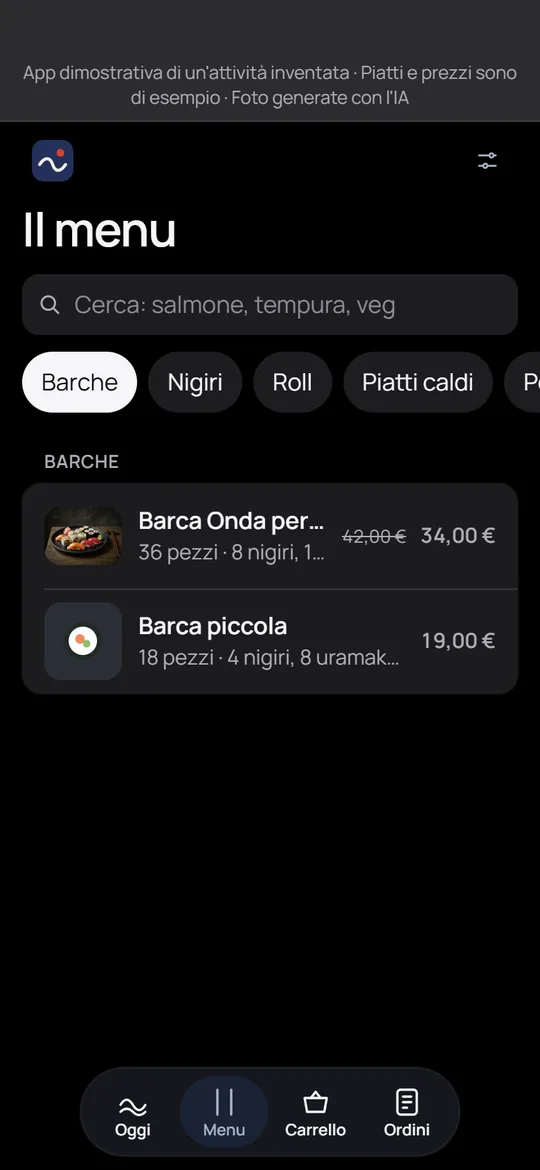 App dimostrativa di un'attività inventata · Piatti e prezzi sono
di esempio · Foto generate con l'IA
Il menu
Cerca: salmone, tempura, veg
Barche
Nigiri
Roll
Piatti caldi
P
BARCHE
Barca Onda per...
36 pezzi · 8 nigiri, 1...
42,00 €
34,00 €
Barca piccola
18 pezzi · 4 nigiri, 8 uramak...
19,00 €
Oggi
Menu
Carrello
Ordini